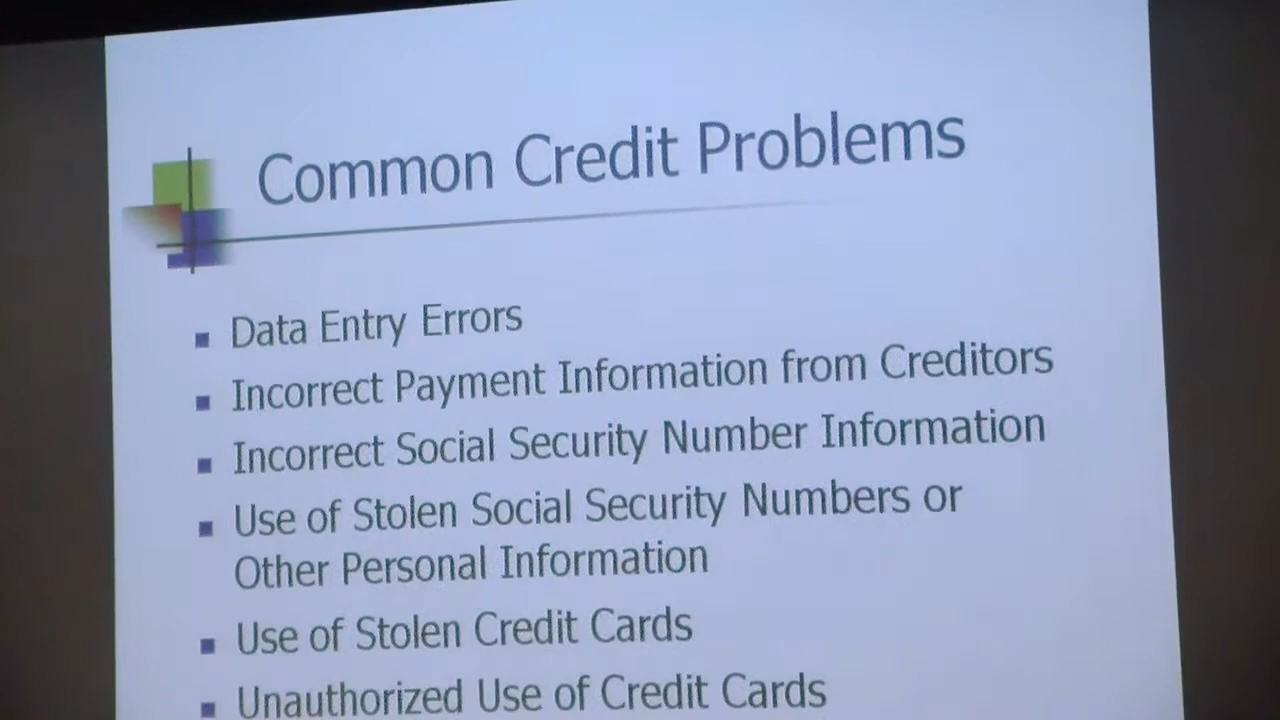 Common Credit Problems
Data Entry Errors
Incorrect Payment Information from Creditors
Incorrect Social Security Number Information
Use of Stolen Social Security Numbers or
Other Personal Information
Use of Stolen Credit Cards
Unauthorized Use of Credit Cards